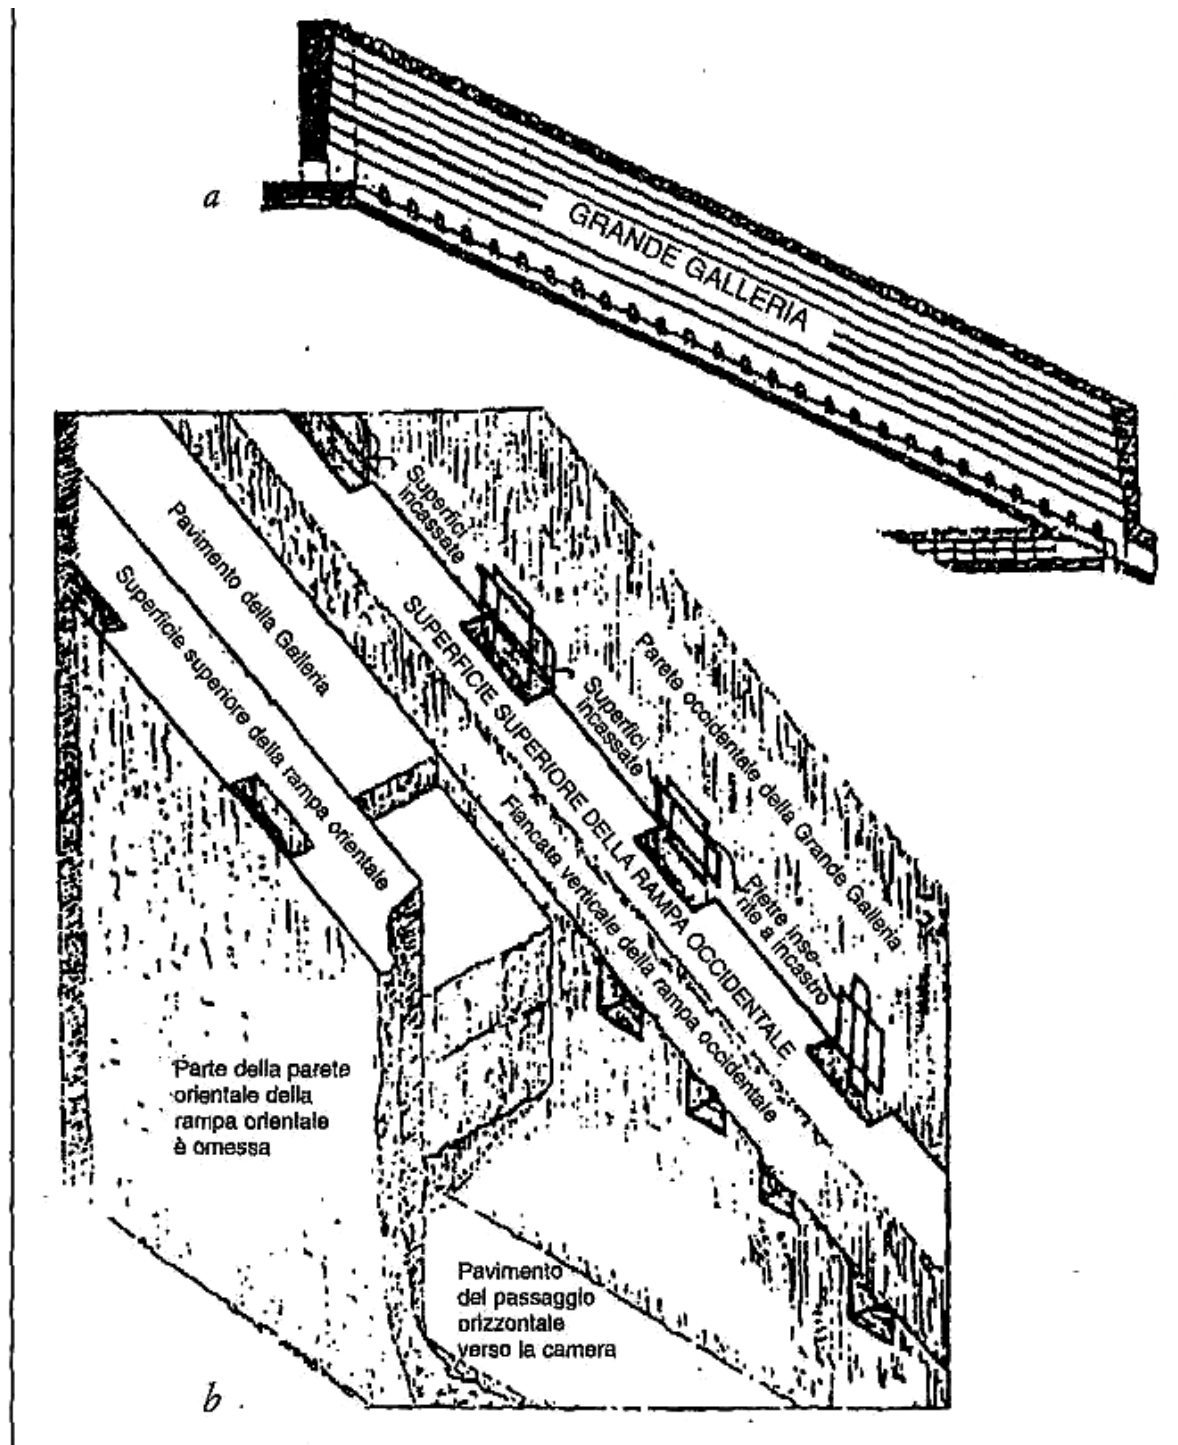 a
GRANDE GALLERIA
Superfici
incassate
Pavimento della Galleria
Superficie superiore della rampa orientale
SUPERFICIE SUPERIORE DELLA RAMPA OCCIDENTALE
Parete occidentale della Grande Galleria
Superfici
incassate
Fiancata verticale della rampa occidentale
Pietre inse-
rite a incastro
Parte della parete
orientale della
rampa orientale
è omessa
Pavimento
del passaggio
orizzontale
verso la camera
b